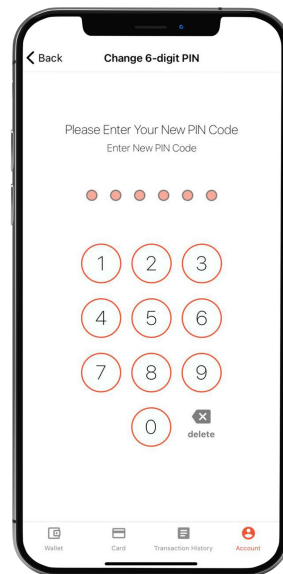 Back Change 6-digit PIN
Please Enter Your New PIN Code
Enter New PIN Code
1 2 3
4 5 6
7 8 9
0
delete
Wallet Card Transaction History Account